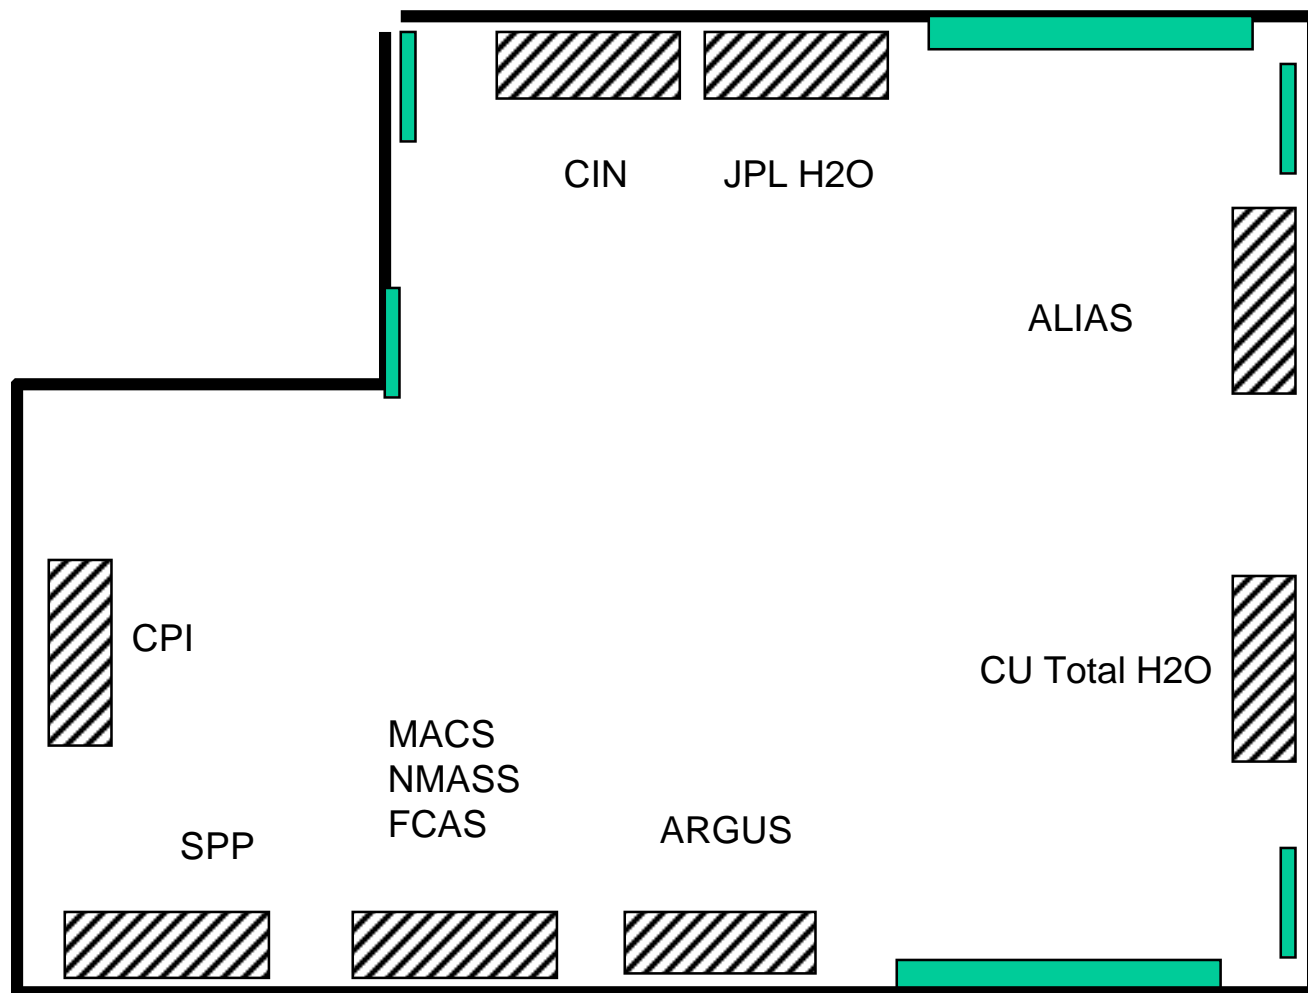 CIN
JPL H2O
ALIAS
CPI
CU Total H2O
MACS
NMASS
FCAS
SPP
ARGUS